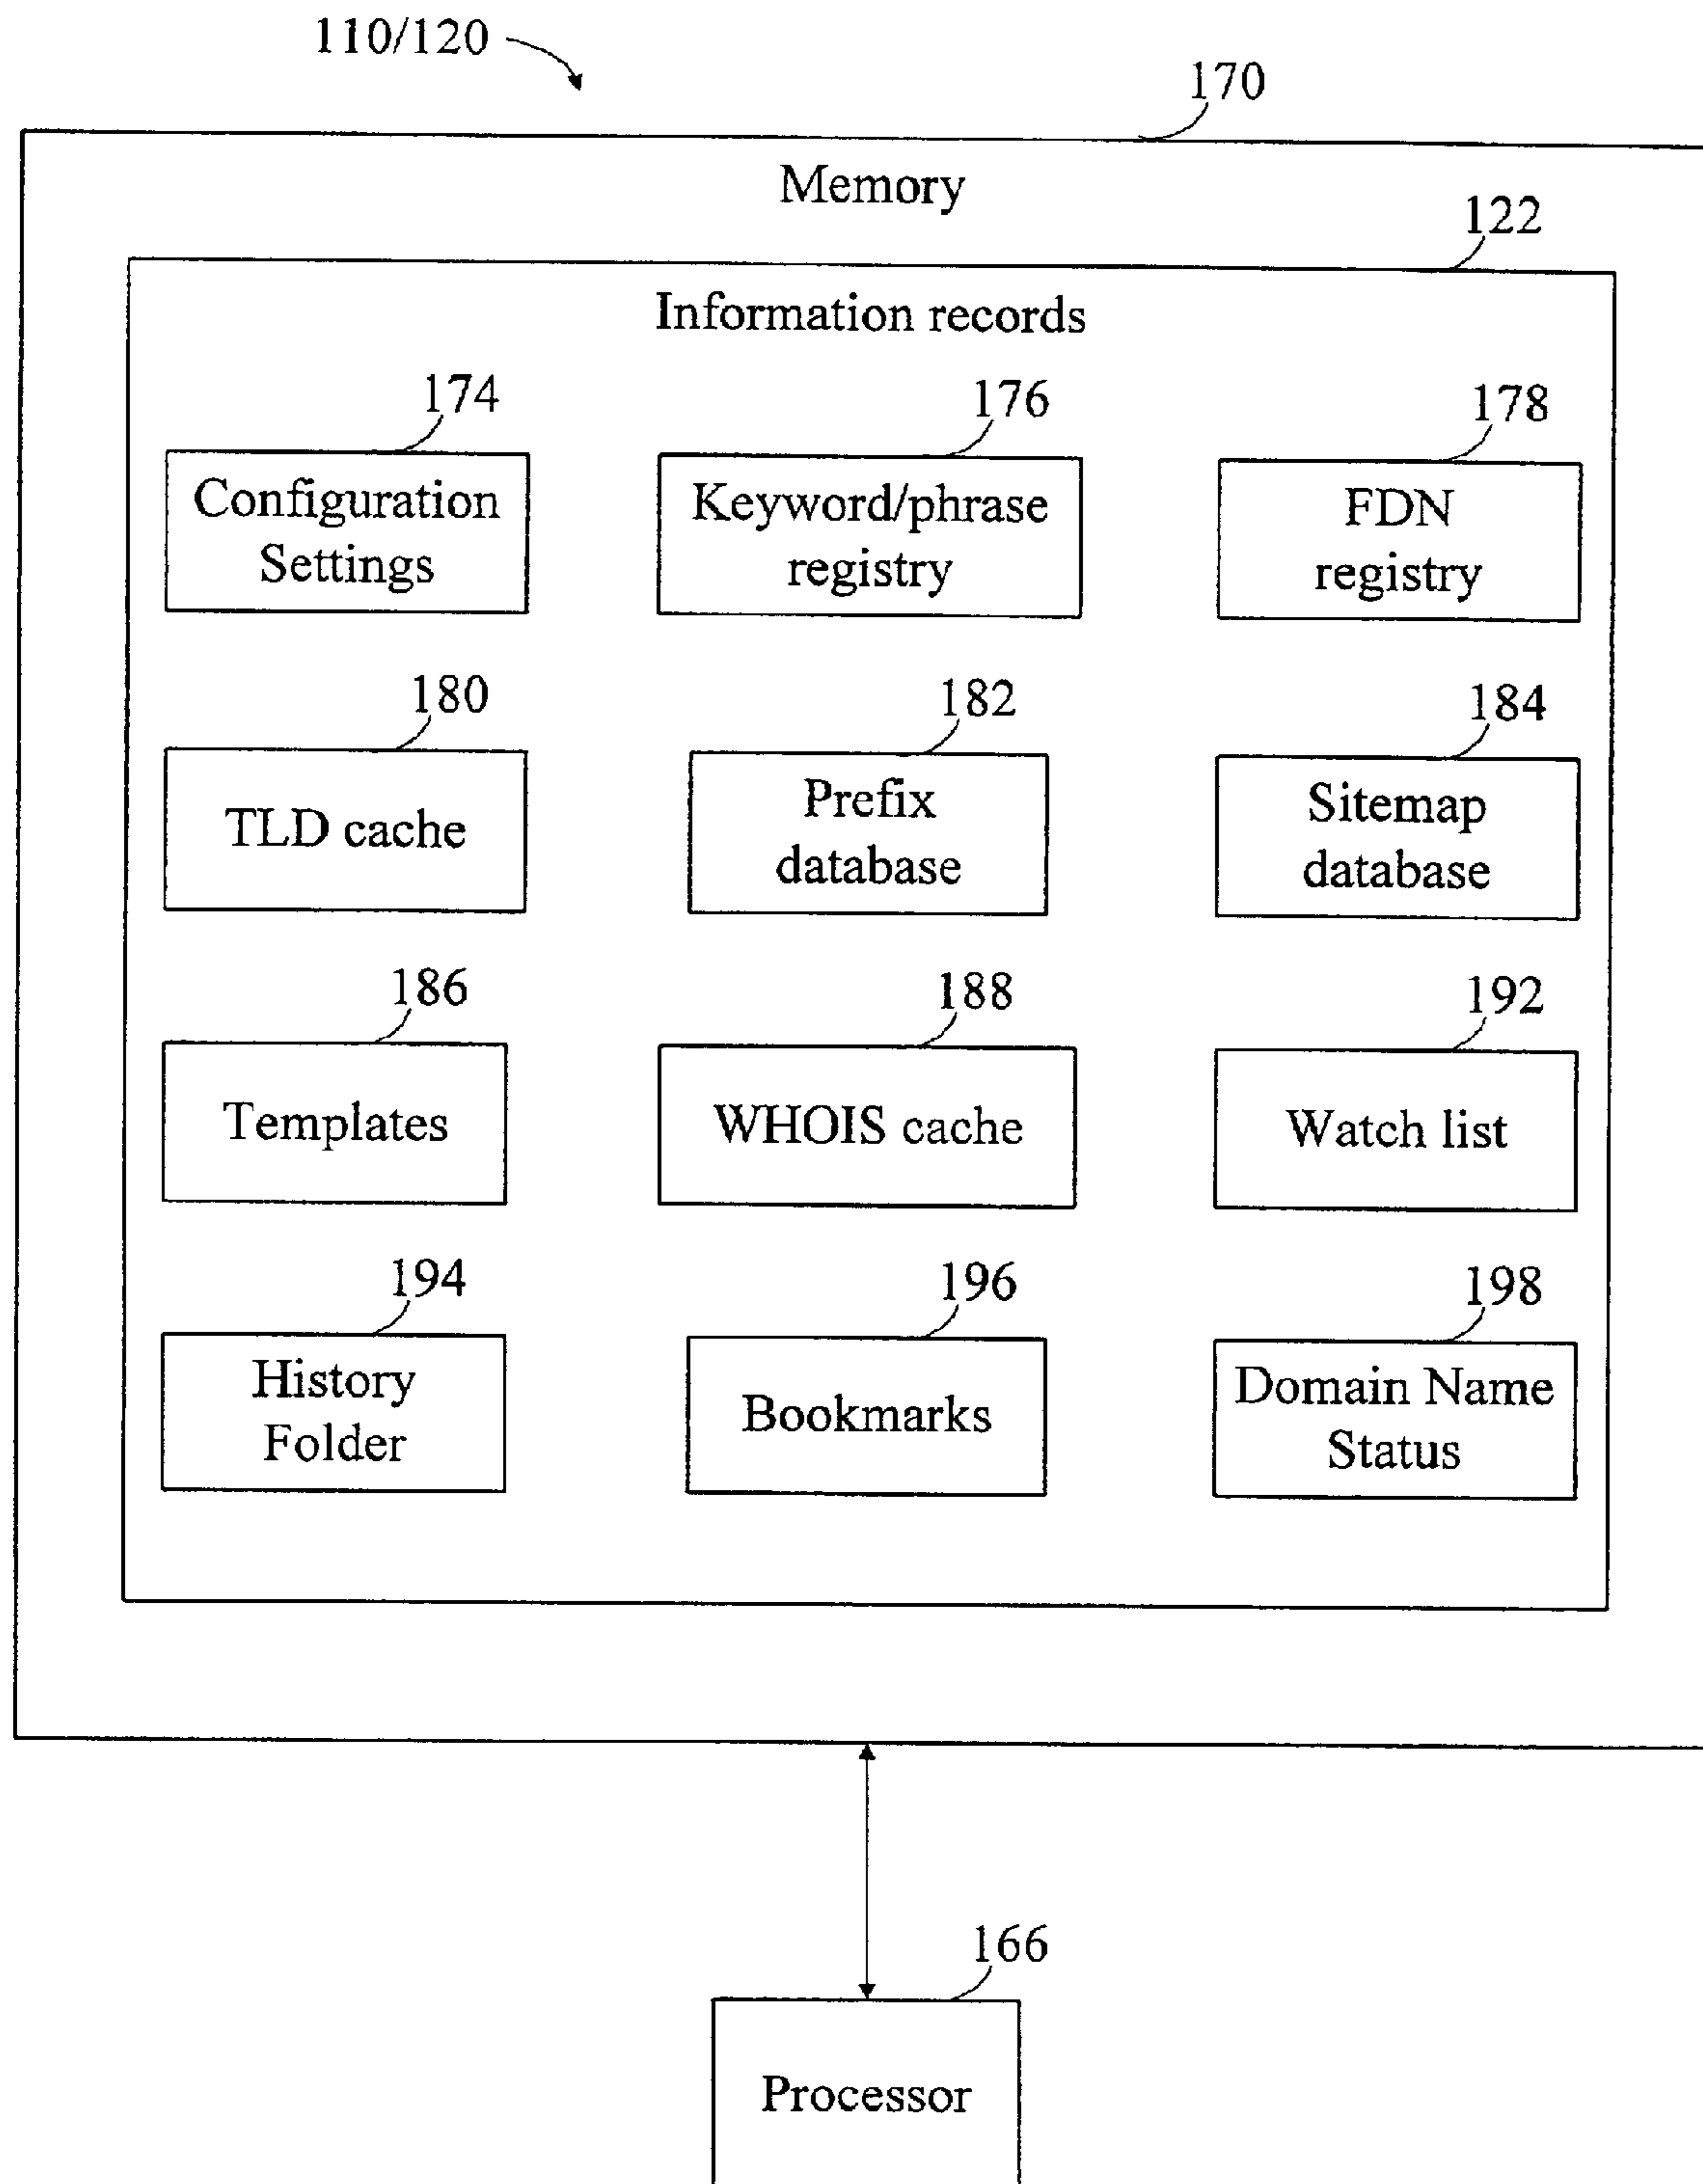 110/120
170
Memory
122
Information records
174
176
178
Configuration
Settings
Keyword/phrase
registry
FDN
registry
180
182
184
TLD cache
Prefix
database
Sitemap
database
186
188
192
Templates
WHOIS cache
Watch list
194
196
198
History
Folder
Bookmarks
Domain Name
Status
166
Processor